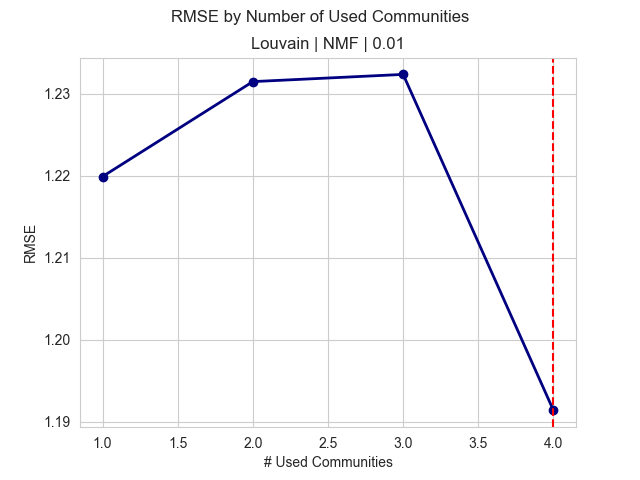 RMSE by Number of Used Communities
Louvain | NMF | 0.01
1.23
1.22
1.21
1.20
1.19
RMSE
1.0 1.5 2.0 2.5 3.0 3.5 4.0
# Used Communities